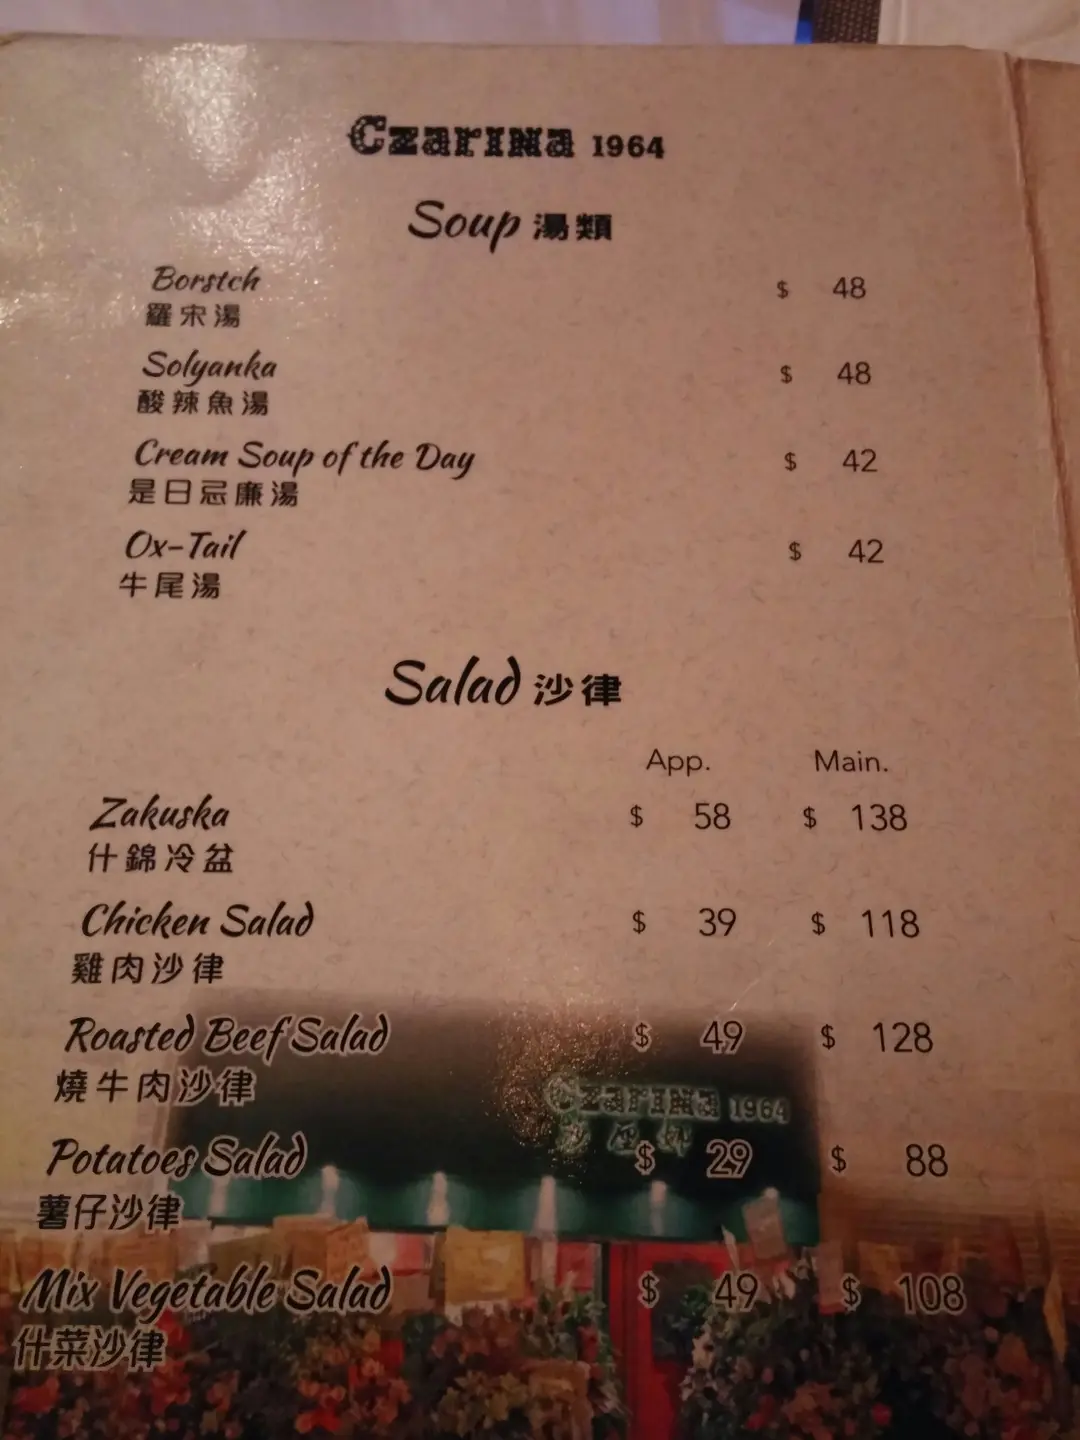 Czarina 1964
Soup 湯類
Borstch $ 48
羅宋湯
Solyanka $ 48
酸辣魚湯
Cream Soup of the Day $ 42
是日忌廉湯
Ox-Tail $ 42
牛尾湯
Salad 沙律
App. Main.
Zakuska $ 58 $ 138
什錦冷盆
Chicken Salad $ 39 $ 118
雞肉沙律
Roasted Beef Salad $ 49 $ 128
燒牛肉沙律
Czarina 1964
Potatoes Salad $ 29 $ 88
薯仔沙律
Mix Vegetable Salad $ 49 $ 108
什菜沙律